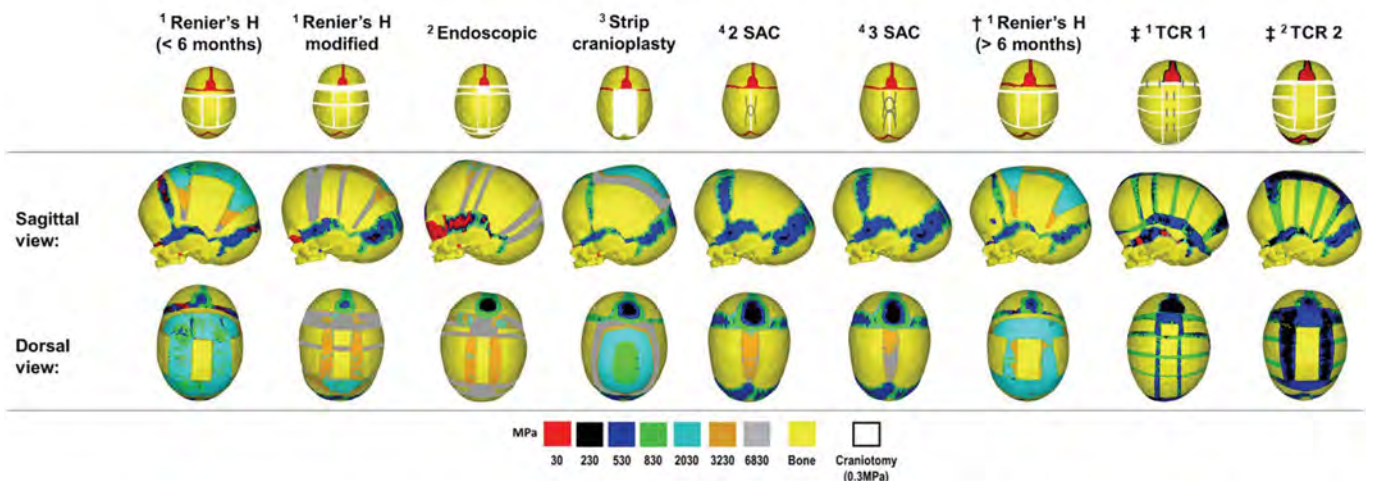 ¹ Renier's H (< 6 months)
¹ Renier's H modified
² Endoscopic
³ Strip cranioplasty
⁴ 2 SAC
⁴ 3 SAC
† ¹ Renier's H (> 6 months)
‡ ¹ TCR 1
‡ ² TCR 2
Sagittal view:
Dorsal view:
MPa
30 230 530 830 2030 3230 6830 Bone Craniotomy
(0.3MPa)